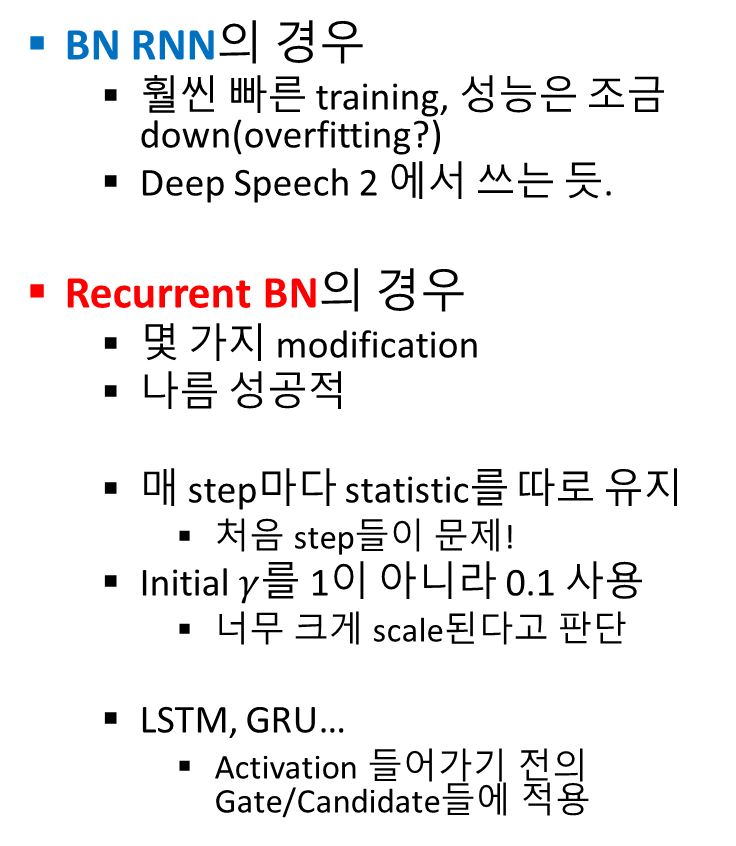 BN RNN의 경우
훨씬 빠른 training, 성능은 조금
down(overfitting?)
Deep Speech 2 에서 쓰는 듯.
Recurrent BN의 경우
몇 가지 modification
나름 성공적
매 step마다 statistic를 따로 유지
처음 step들이 문제!
Initial γ를 1이 아니라 0.1 사용
너무 크게 scale된다고 판단
LSTM, GRU…
Activation 들어가기 전의
Gate/Candidate들에 적용